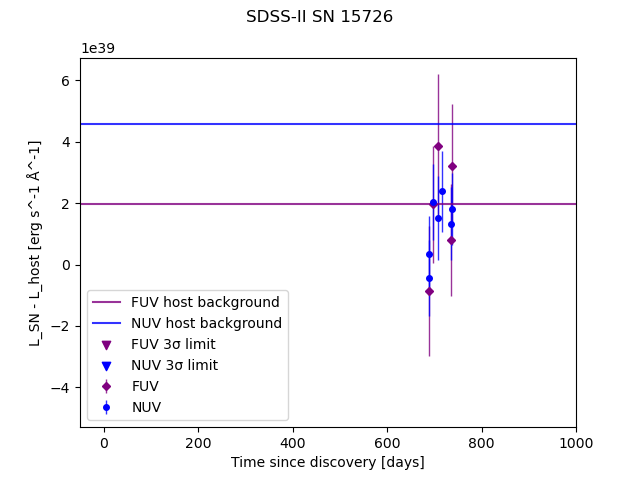 SDSS-II SN 15726
1e39
6
4
2
0
−2
−4
L_SN - L_host [erg s^-1 Å^-1]
FUV host background
NUV host background
FUV 3σ limit
NUV 3σ limit
FUV
NUV
0 200 400 600 800 1000
Time since discovery [days]